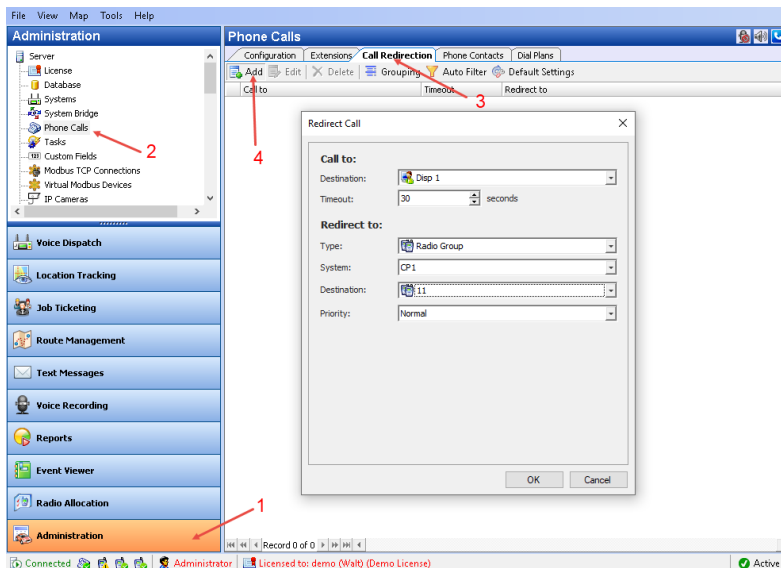 File View Map Tools Help
Administration
Server
License
Database
Systems
System Bridge
Phone Calls
Tasks
123 Custom Fields
Modbus TCP Connections
Virtual Modbus Devices
IP Cameras
2
Voice Dispatch
Location Tracking
Job Ticketing
Route Management
Text Messages
Voice Recording
Reports
Event Viewer
Radio Allocation
Administration
1
Phone Calls
Configuration Extensions Call Redirection Phone Contacts Dial Plans
Add Edit Delete Grouping Auto Filter Default Settings
Call to Timeout Redirect to
3
4
Redirect Call
Call to:
Destination: Disp 1
Timeout: 30 seconds
Redirect to:
Type: Radio Group
System: CP1
Destination: 11
Priority: Normal
OK Cancel
Record 0 of 0
Connected Administrator Licensed to: demo (Walt) (Demo License) Active